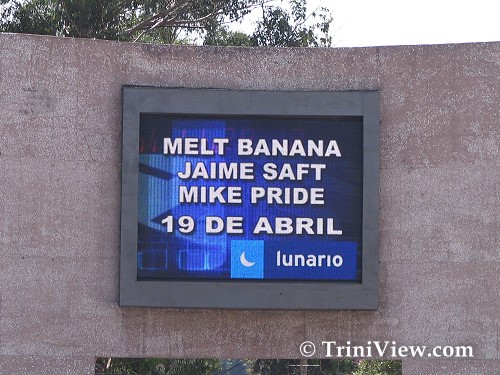 MELT BANANA
JAIME SAFT
MIKE PRIDE
19 DE ABRIL
lunario
© TriniView.com